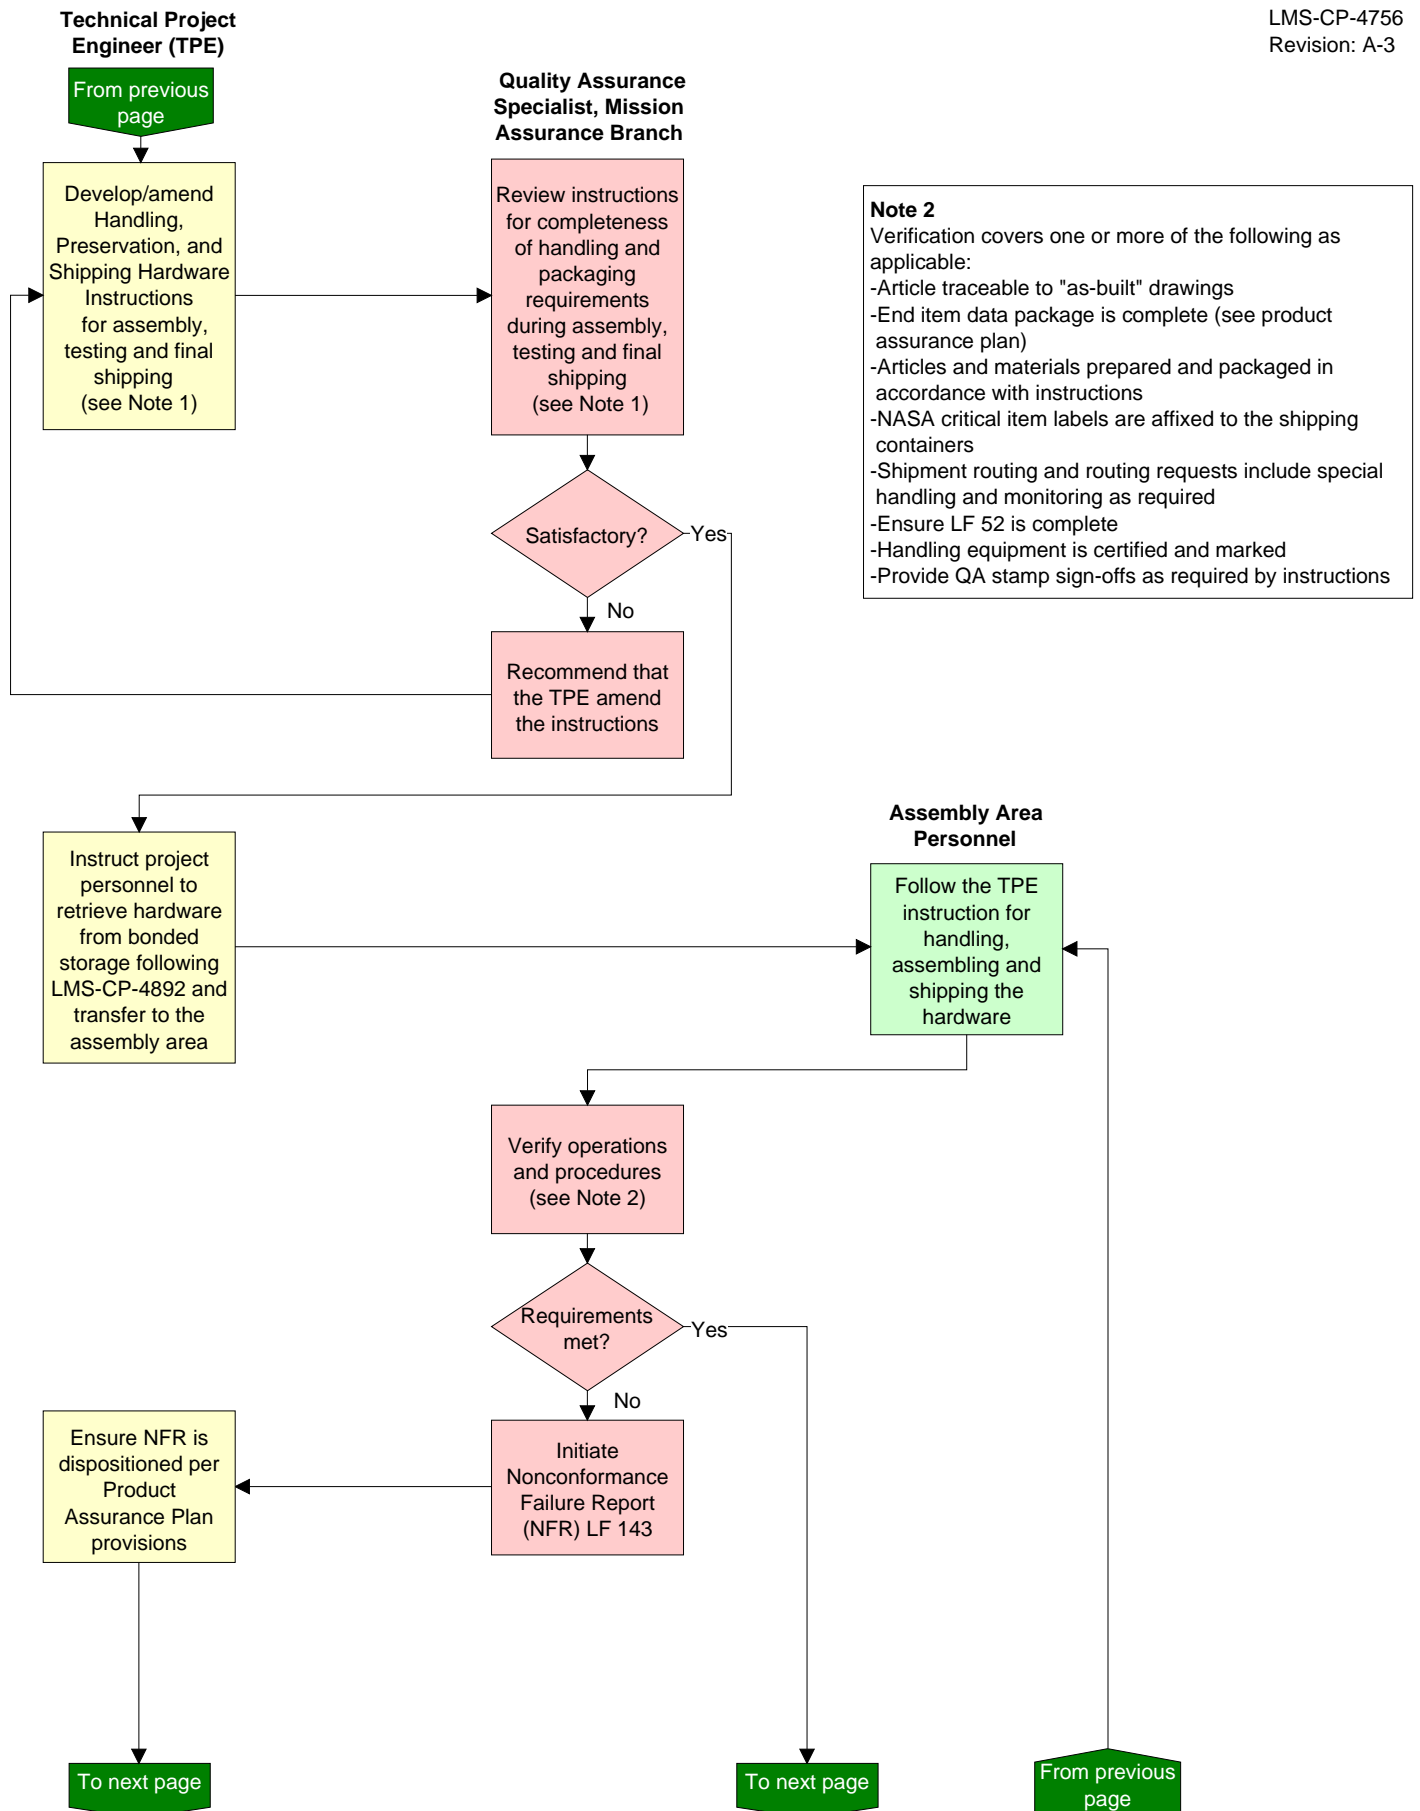 LMS-CP-4756
Revision: A-3
Technical Project
Engineer (TPE)
From previous
page
Quality Assurance
Specialist, Mission
Assurance Branch
Develop/amend
Handling,
Preservation, and
Shipping Hardware
Instructions
for assembly,
testing and final
shipping
(see Note 1)
Review instructions
for completeness
of handling and
packaging
requirements
during assembly,
testing and final
shipping
(see Note 1)
Note 2
Verification covers one or more of the following as
applicable:
-Article traceable to "as-built" drawings
-End item data package is complete (see product
assurance plan)
-Articles and materials prepared and packaged in
accordance with instructions
-NASA critical item labels are affixed to the shipping
containers
-Shipment routing and routing requests include special
handling and monitoring as required
-Ensure LF 52 is complete
-Handling equipment is certified and marked
-Provide QA stamp sign-offs as required by instructions
Satisfactory?
Yes
No
Recommend that
the TPE amend
the instructions
Instruct project
personnel to
retrieve hardware
from bonded
storage following
LMS-CP-4892 and
transfer to the
assembly area
Assembly Area
Personnel
Follow the TPE
instruction for
handling,
assembling and
shipping the
hardware
Verify operations
and procedures
(see Note 2)
Requirements
met?
Yes
No
Initiate
Nonconformance
Failure Report
(NFR) LF 143
Ensure NFR is
dispositioned per
Product
Assurance Plan
provisions
To next page
To next page
From previous
page